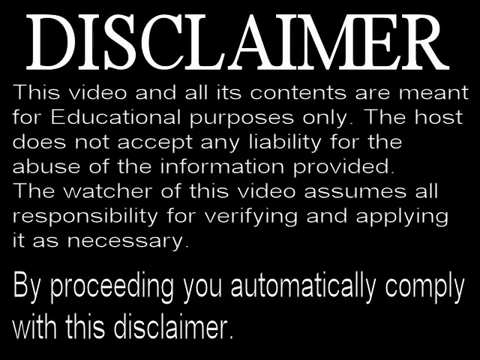 DISCLAIMER
This video and all its contents are meant
for Educational purposes only. The host
does not accept any liability for the
abuse of the information provided.
The watcher of this video assumes all
responsibility for verifying and applying
it as necessary.
By proceeding you automatically comply
with this disclaimer.